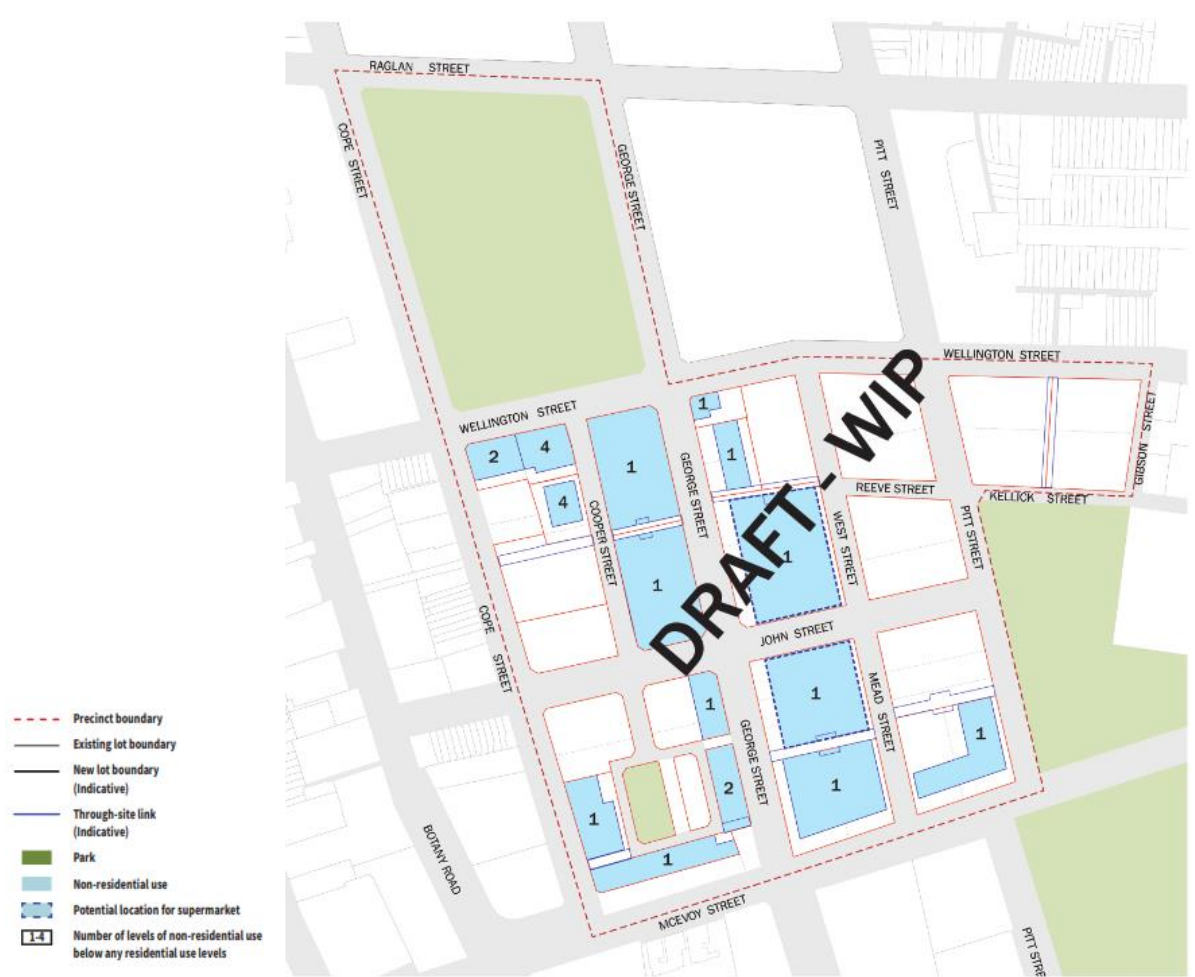 RAGLAN STREET
COPE STREET
GEORGE STREET
PITT STREET
WELLINGTON STREET
WELLINGTON STREET
GIBSON STREET
1
2
4
1
1
4
GEORGE STREET
COOPER STREET
REEVE STREET
KELLICK STREET
WEST STREET
PITT STREET
1
1
DRAFT - WIP
COPE STREET
JOHN STREET
1
1
MEAD STREET
GEORGE STREET
1
2
1
1
1
BOTANY ROAD
MCEVOY STREET
PITT STRE
Precinct boundary
Existing lot boundary
New lot boundary
(Indicative)
Through-site link
(Indicative)
Park
Non-residential use
Potential location for supermarket
1-4 Number of levels of non-residential use
below any residential use levels